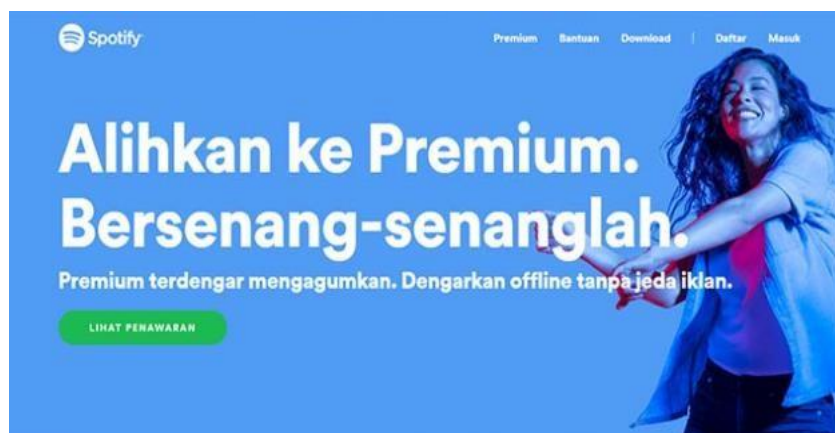 Spotify
Premium Bantuan Download | Daftar Masuk
Alihkan ke Premium.
Bersenang-senanglah.
Premium terdengar mengagumkan. Dengarkan offline tanpa jeda iklan.
LIHAT PENAWARAN